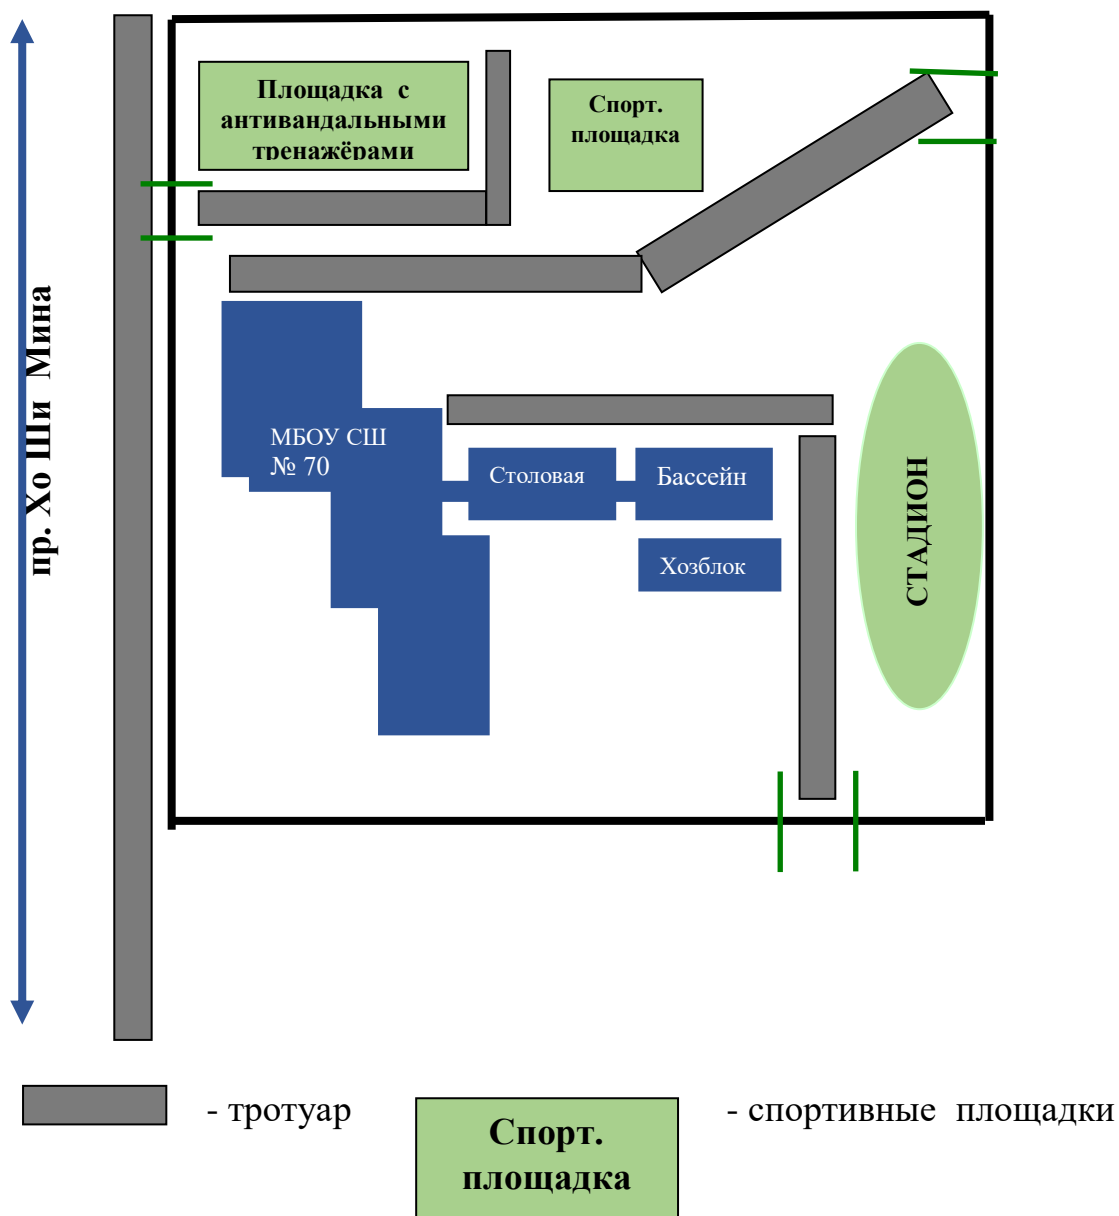 Площадка с
антивандальными
тренажёрами
Спорт.
площадка
пр. Хо Ши Мина
МБОУ СШ
№ 70
Столовая
Бассейн
Хозблок
СТАДИОН
- тротуар
Спорт.
площадка
- спортивные площадки